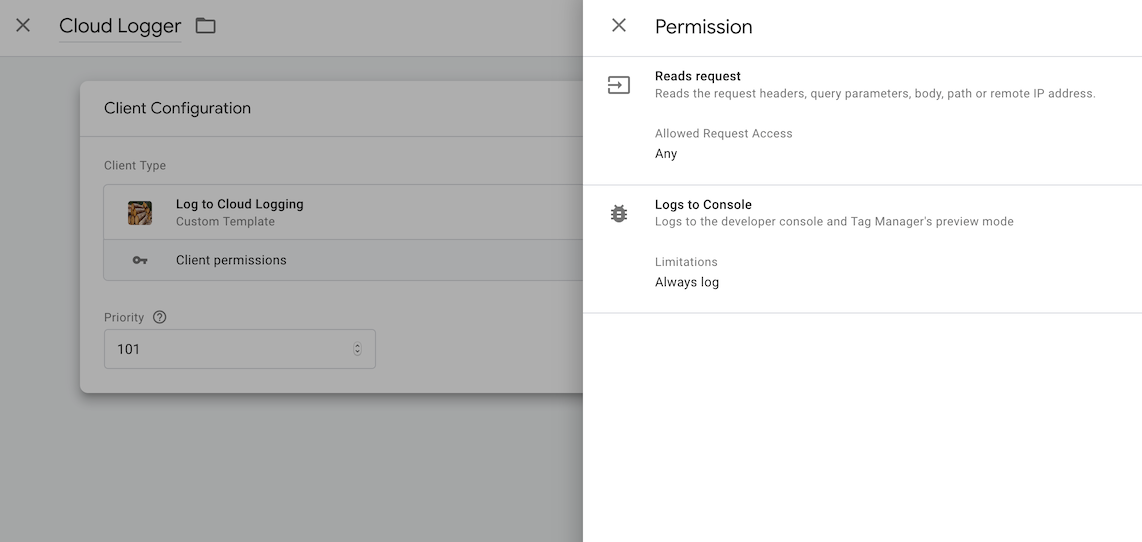 Cloud Logger
Client Configuration
Client Type
Log to Cloud Logging
Custom Template
Client permissions
Priority
101
Permission
Reads request
Reads the request headers, query parameters, body, path or remote IP address.
Allowed Request Access
Any
Logs to Console
Logs to the developer console and Tag Manager's preview mode
Limitations
Always log